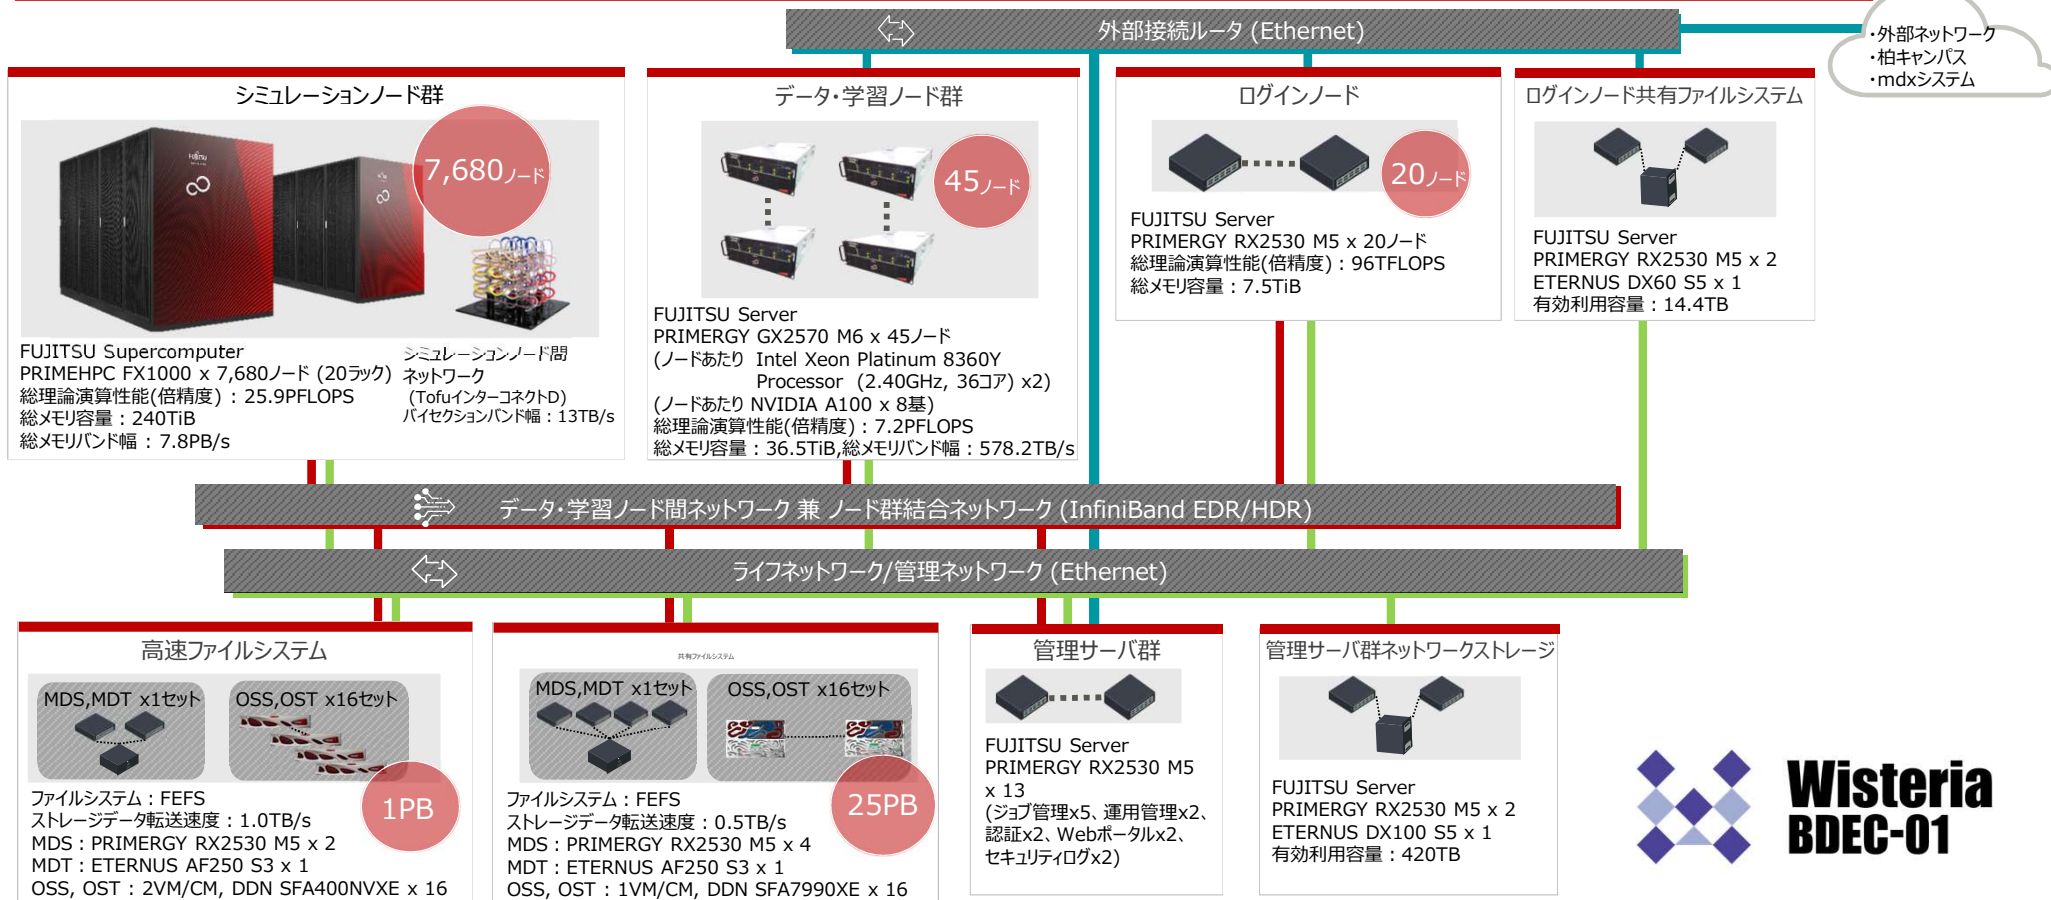 外部接続ルータ (Ethernet)
・外部ネットワーク
・柏キャンパス
・mdxシステム
シミュレーションノード群
FUJITSU
7,680ノード
FUJITSU Supercomputer
PRIMEHPC FX1000 x 7,680ノード (20ラック)
総理論演算性能(倍精度)：25.9PFLOPS
総メモリ容量：240TiB
総メモリバンド幅：7.8PB/s
シミュレーションノード間
ネットワーク
(TofuインターコネクトD)
バイセクションバンド幅：13TB/s
データ・学習ノード群
45ノード
FUJITSU Server
PRIMERGY GX2570 M6 x 45ノード
(ノードあたり Intel Xeon Platinum 8360Y
Processor (2.40GHz, 36コア) x2)
(ノードあたり NVIDIA A100 x 8基)
総理論演算性能(倍精度)：7.2PFLOPS
総メモリ容量：36.5TiB,総メモリバンド幅：578.2TB/s
ログインノード
20ノード
FUJITSU Server
PRIMERGY RX2530 M5 x 20ノード
総理論演算性能(倍精度)：96TFLOPS
総メモリ容量：7.5TiB
ログインノード共有ファイルシステム
FUJITSU Server
PRIMERGY RX2530 M5 x 2
ETERNUS DX60 S5 x 1
有効利用容量：14.4TB
データ・学習ノード間ネットワーク 兼 ノード群結合ネットワーク (InfiniBand EDR/HDR)
ライフネットワーク/管理ネットワーク (Ethernet)
高速ファイルシステム
MDS,MDT x1セット
OSS,OST x16セット
1PB
ファイルシステム：FEFS
ストレージデータ転送速度：1.0TB/s
MDS：PRIMERGY RX2530 M5 x 2
MDT：ETERNUS AF250 S3 x 1
OSS, OST：2VM/CM, DDN SFA400NVXE x 16
共有ファイルシステム
MDS,MDT x1セット
OSS,OST x16セット
25PB
ファイルシステム：FEFS
ストレージデータ転送速度：0.5TB/s
MDS：PRIMERGY RX2530 M5 x 4
MDT：ETERNUS AF250 S3 x 1
OSS, OST：1VM/CM, DDN SFA7990XE x 16
管理サーバ群
FUJITSU Server
PRIMERGY RX2530 M5
x 13
(ジョブ管理x5、運用管理x2、
認証x2、Webポータルx2、
セキュリティログx2)
管理サーバ群ネットワークストレージ
FUJITSU Server
PRIMERGY RX2530 M5 x 2
ETERNUS DX100 S5 x 1
有効利用容量：420TB
Wisteria
BDEC-01